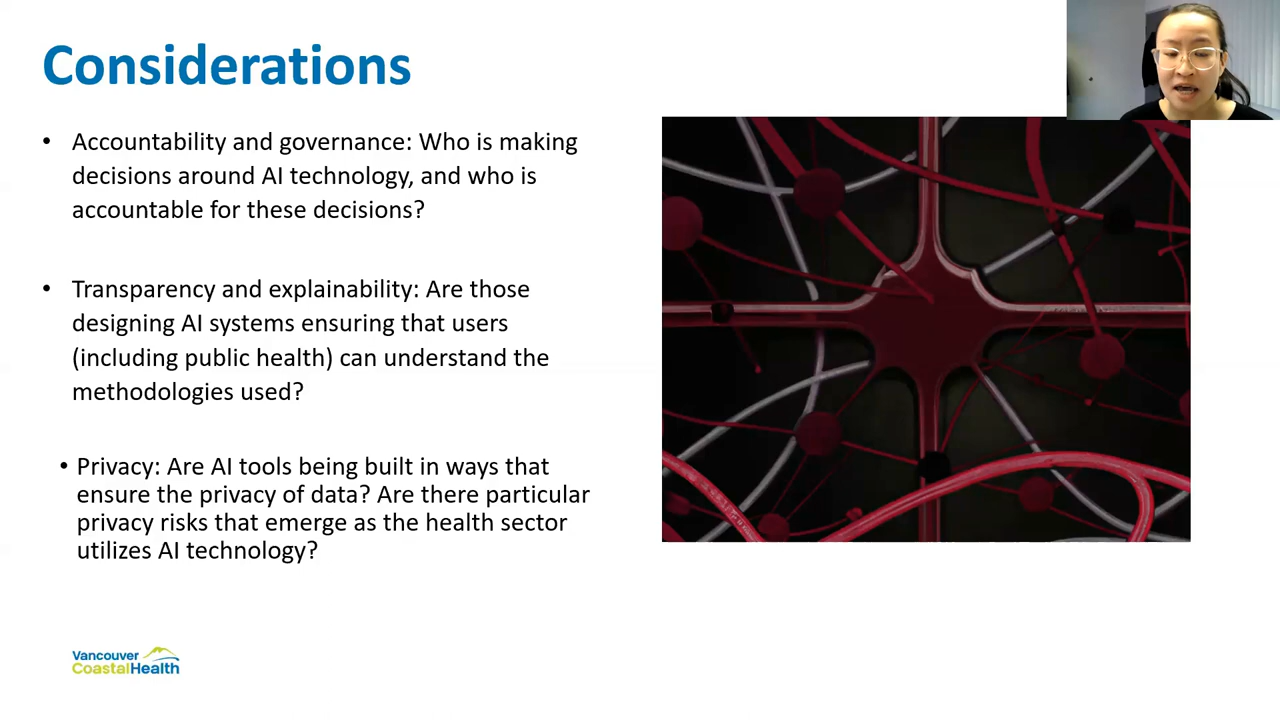 Considerations
• Accountability and governance: Who is making
decisions around AI technology, and who is
accountable for these decisions?
• Transparency and explainability: Are those
designing AI systems ensuring that users
(including public health) can understand the
methodologies used?
• Privacy: Are AI tools being built in ways that
ensure the privacy of data? Are there particular
privacy risks that emerge as the health sector
utilizes AI technology?
Vancouver
CoastalHealth